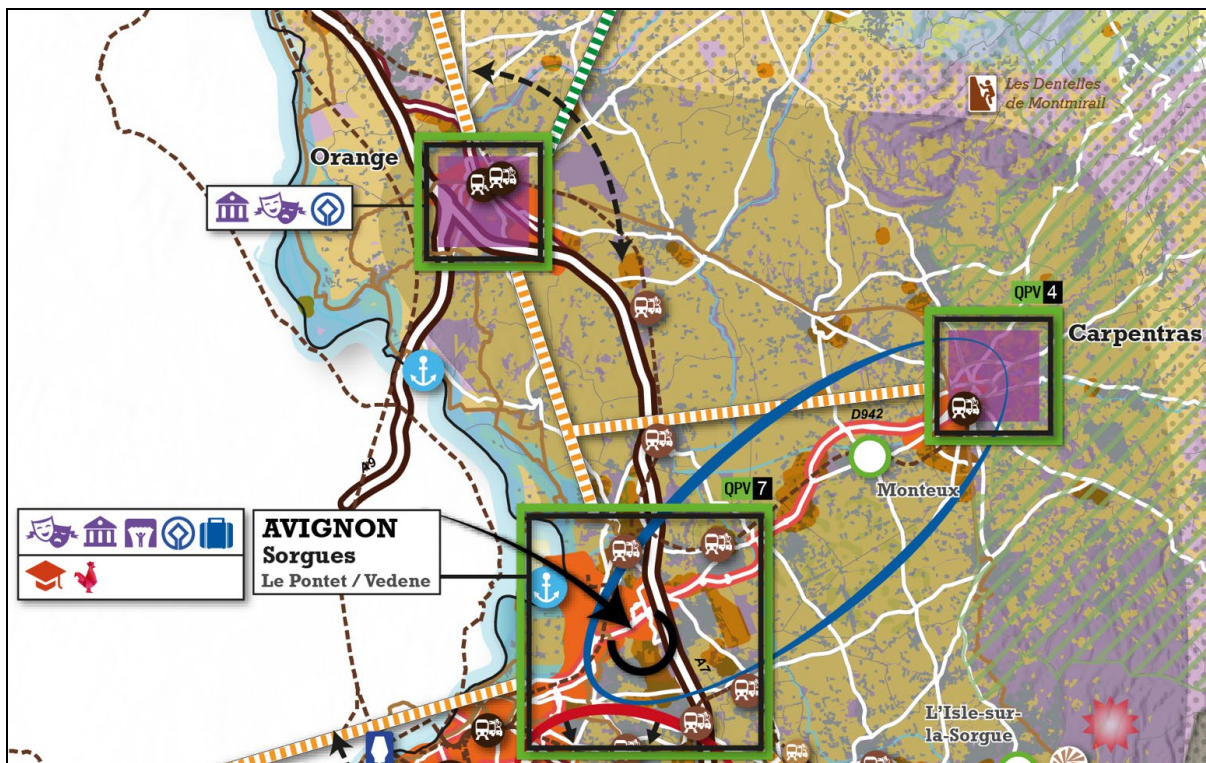 Les Dentelles
de Montmirail
Orange
QPV 4
Carpentras
D942
A9
QPV 7
Monteux
AVIGNON
Sorgues
Le Pontet / Vedene
A7
L'Isle-sur-
la-Sorgue